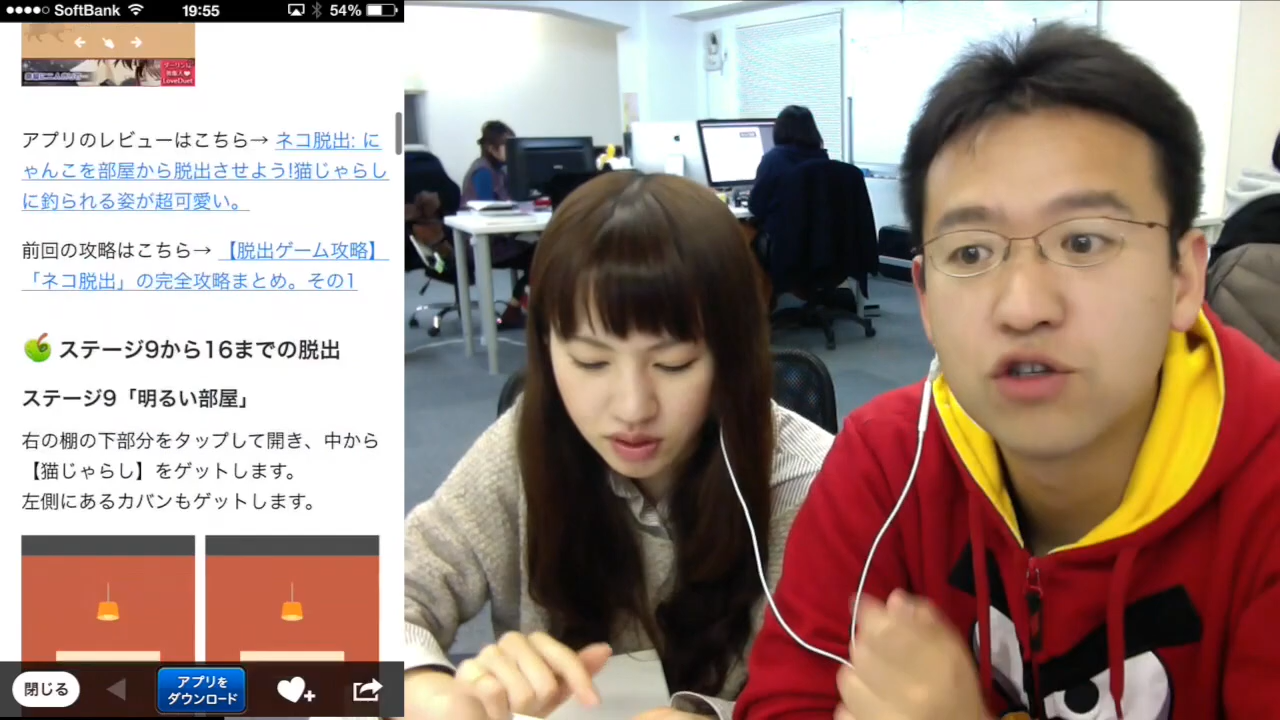 SoftBank 19:55 54%
ダーリンは
LoveDuet
アプリのレビューはこちら→ ネコ脱出: に
ゃんこを部屋から脱出させよう!猫じゃらし
に釣られる姿が超可愛い。
前回の攻略はこちら→ 【脱出ゲーム攻略】
「ネコ脱出」の完全攻略まとめ。その1
ステージ9から16までの脱出
ステージ9「明るい部屋」
右の棚の下部分をタップして開き、中から
【猫じゃらし】をゲットします。
左側にあるカバンもゲットします。
閉じる
アプリを
ダウンロード